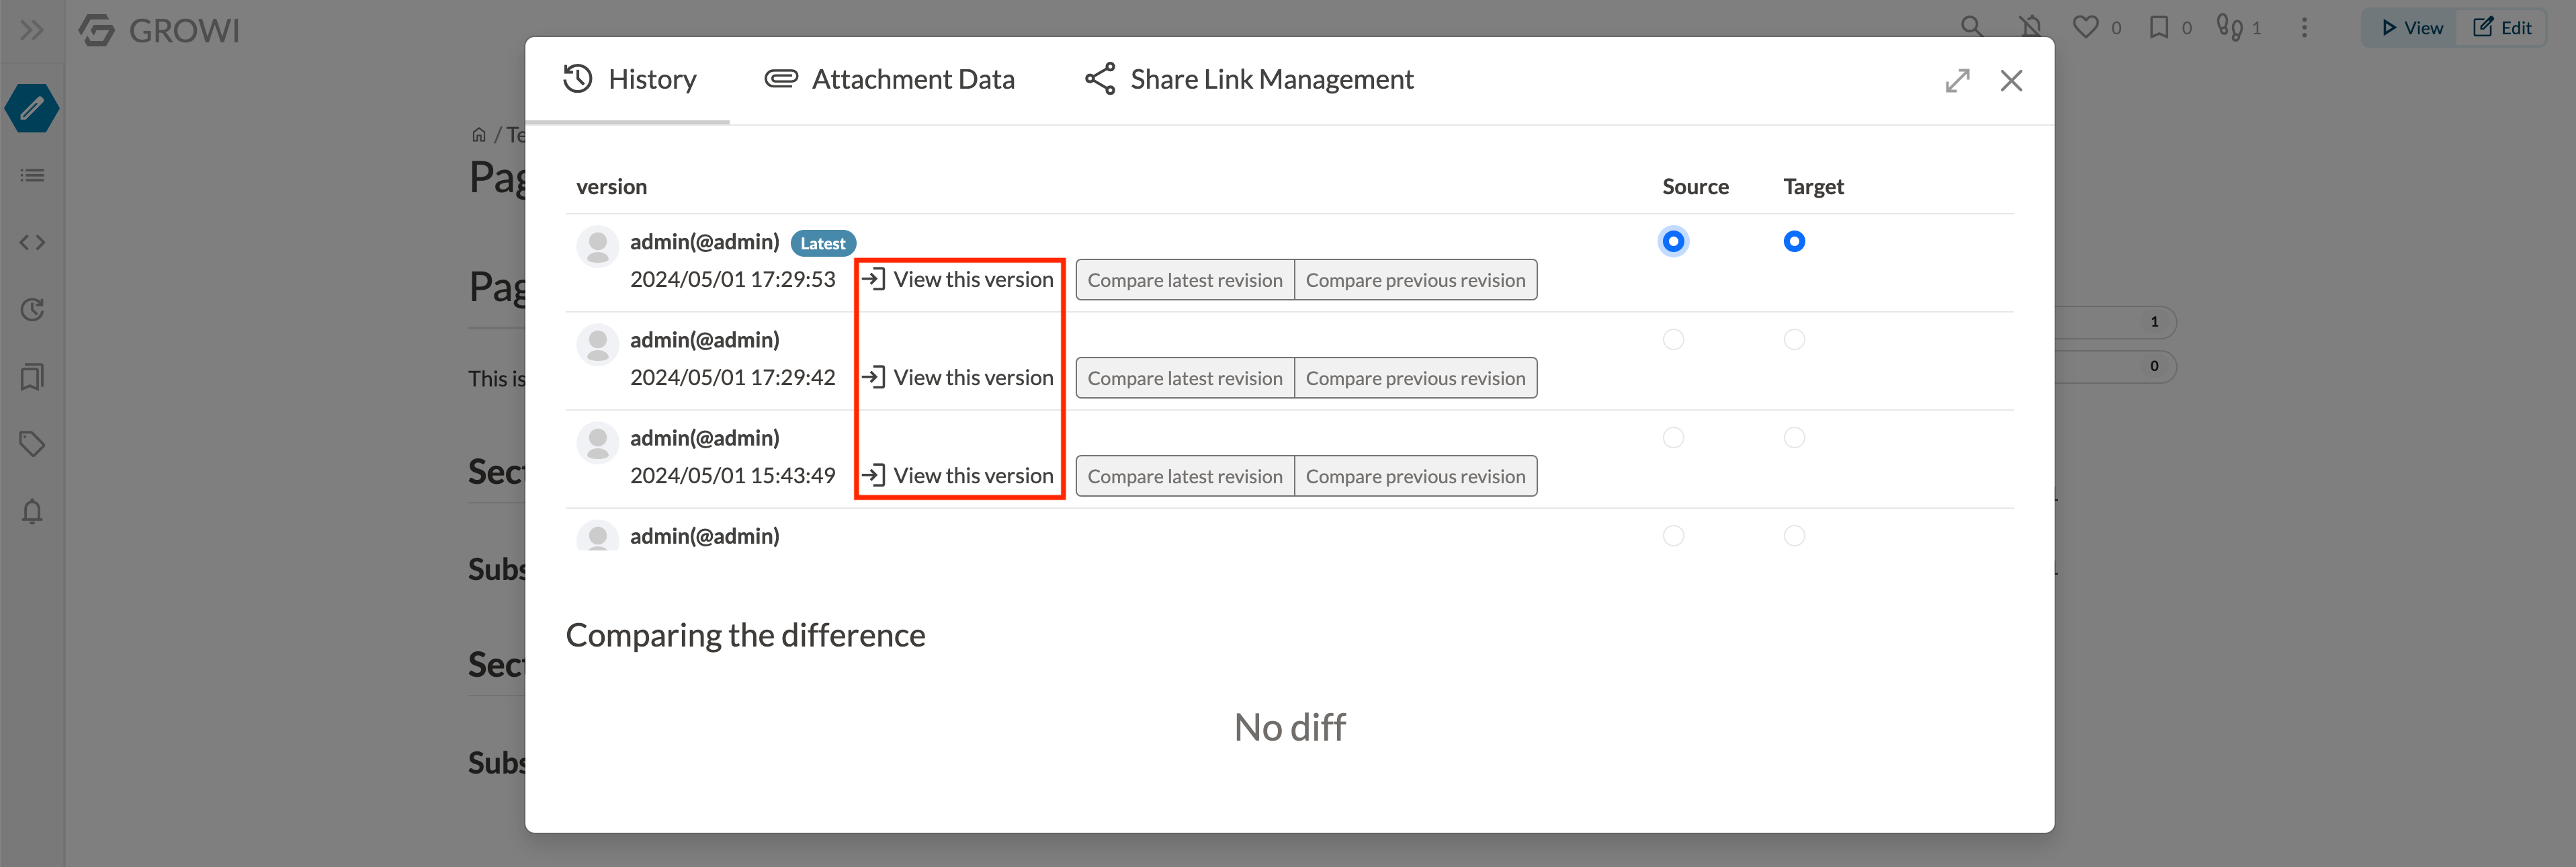 GROWI
0
0
1
View
Edit
History
Attachment Data
Share Link Management
/ Te
Pag
version
Source
Target
admin(@admin) Latest
2024/05/01 17:29:53 View this version Compare latest revision Compare previous revision
Pag
admin(@admin)
2024/05/01 17:29:42 View this version Compare latest revision Compare previous revision
1
0
This is
admin(@admin)
2024/05/01 15:43:49 View this version Compare latest revision Compare previous revision
Sect
admin(@admin)
Subs
Comparing the difference
Sect
No diff
Subs